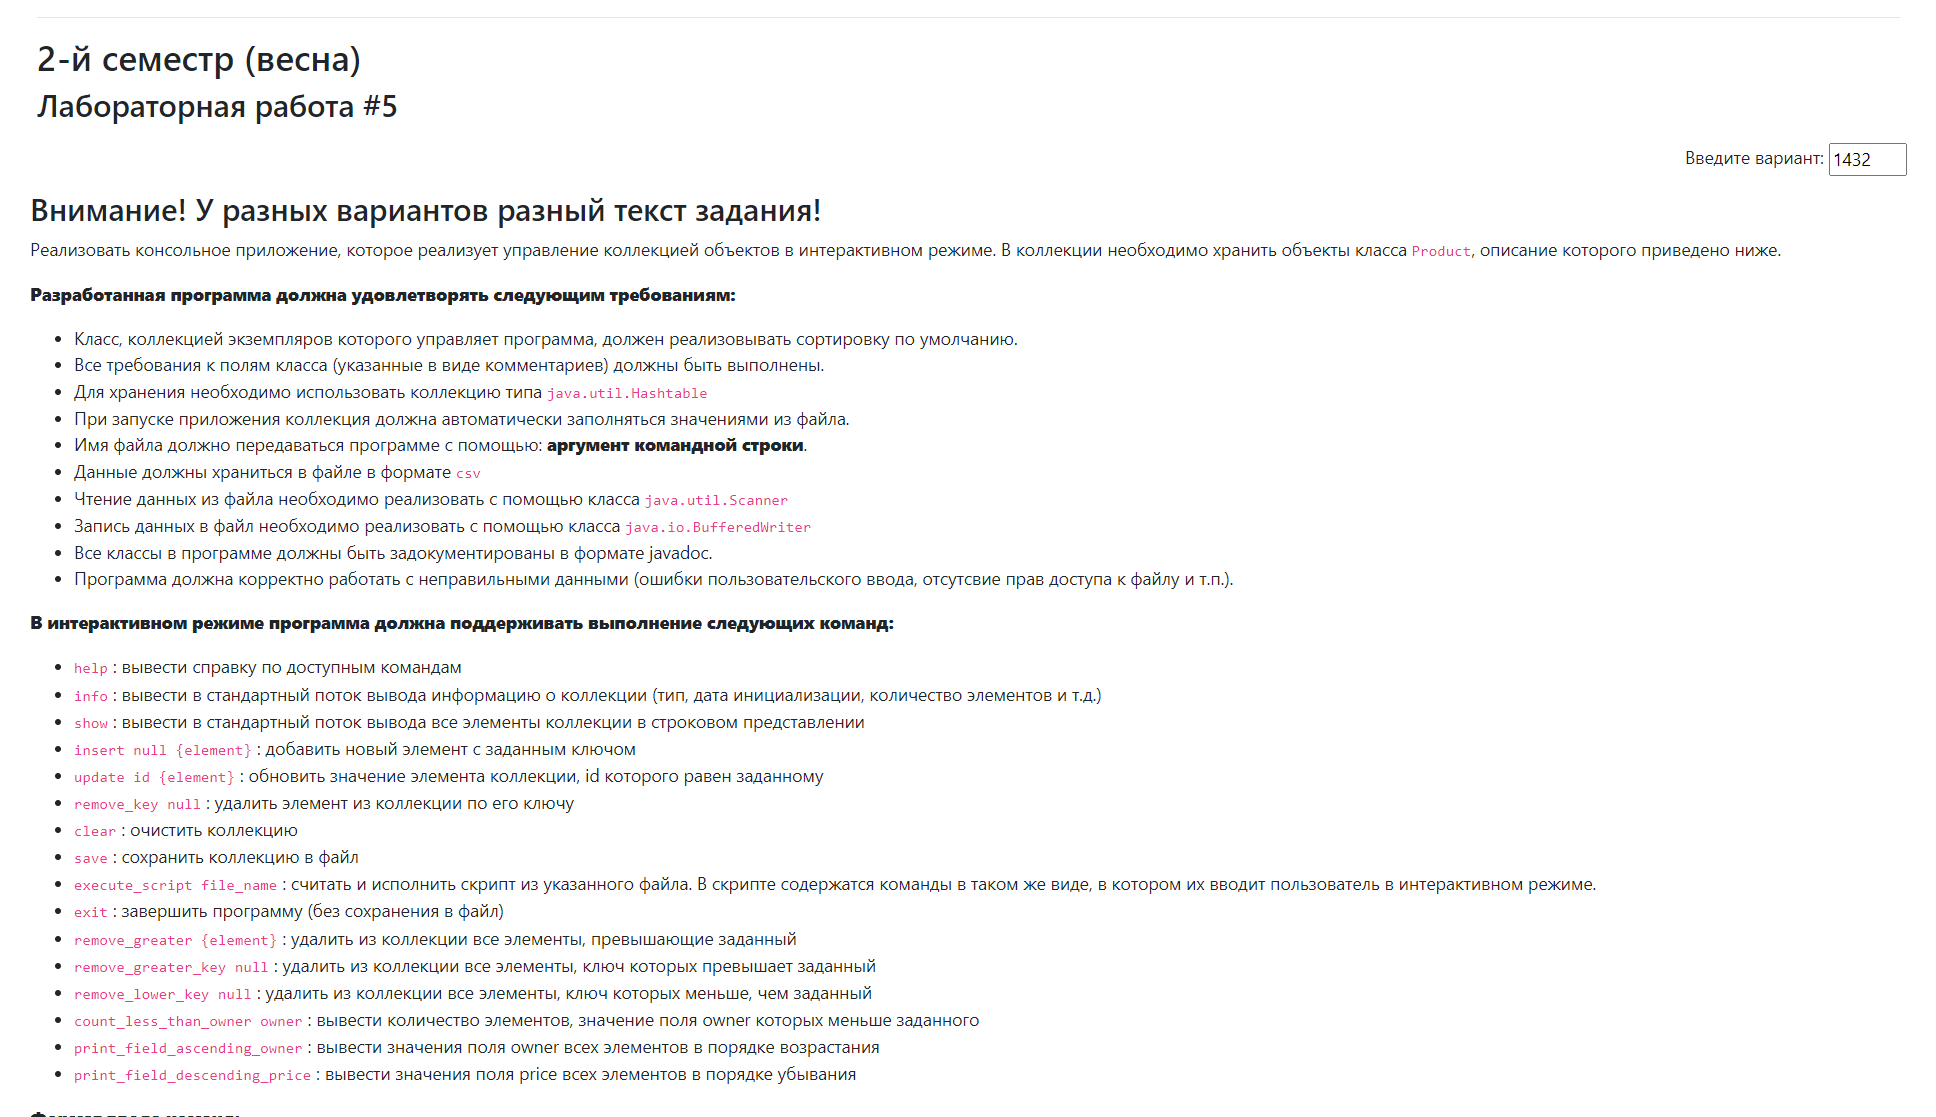 2-й семестр (весна)
Лабораторная работа #5
Введите вариант: 1432
Внимание! У разных вариантов разный текст задания!
Реализовать консольное приложение, которое реализует управление коллекцией объектов в интерактивном режиме. В коллекции необходимо хранить объекты класса Product, описание которого приведено ниже.
Разработанная программа должна удовлетворять следующим требованиям:
• Класс, коллекцией экземпляров которого управляет программа, должен реализовывать сортировку по умолчанию.
• Все требования к полям класса (указанные в виде комментариев) должны быть выполнены.
• Для хранения необходимо использовать коллекцию типа java.util.Hashtable
• При запуске приложения коллекция должна автоматически заполняться значениями из файла.
• Имя файла должно передаваться программе с помощью: аргумент командной строки.
• Данные должны храниться в файле в формате csv
• Чтение данных из файла необходимо реализовать с помощью класса java.util.Scanner
• Запись данных в файл необходимо реализовать с помощью класса java.io.BufferedWriter
• Все классы в программе должны быть задокументированы в формате javadoc.
• Программа должна корректно работать с неправильными данными (ошибки пользовательского ввода, отсутсвие прав доступа к файлу и т.п.).
В интерактивном режиме программа должна поддерживать выполнение следующих команд:
• help : вывести справку по доступным командам
• info : вывести в стандартный поток вывода информацию о коллекции (тип, дата инициализации, количество элементов и т.д.)
• show : вывести в стандартный поток вывода все элементы коллекции в строковом представлении
• insert null {element} : добавить новый элемент с заданным ключом
• update id {element} : обновить значение элемента коллекции, id которого равен заданному
• remove_key null : удалить элемент из коллекции по его ключу
• clear : очистить коллекцию
• save : сохранить коллекцию в файл
• execute_script file_name : считать и исполнить скрипт из указанного файла. В скрипте содержатся команды в таком же виде, в котором их вводит пользователь в интерактивном режиме.
• exit : завершить программу (без сохранения в файл)
• remove_greater {element} : удалить из коллекции все элементы, превышающие заданный
• remove_greater_key null : удалить из коллекции все элементы, ключ которых превышает заданный
• remove_lower_key null : удалить из коллекции все элементы, ключ которых меньше, чем заданный
• count_less_than_owner owner : вывести количество элементов, значение поля owner которых меньше заданного
• print_field_ascending_owner : вывести значения поля owner всех элементов в порядке возрастания
• print_field_descending_price : вывести значения поля price всех элементов в порядке убывания